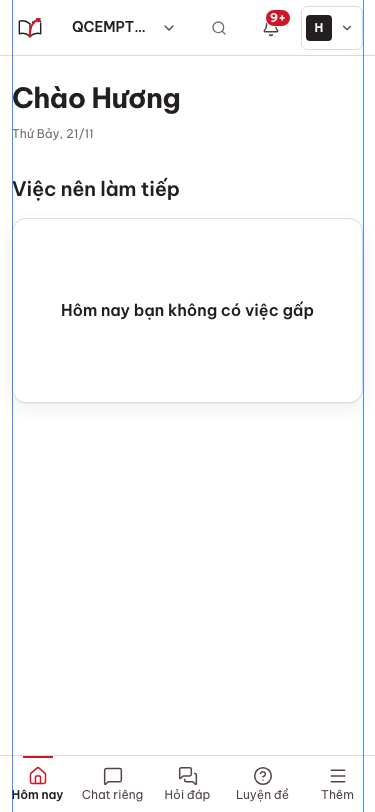 QCEMPT...
9+
H
Chào Hương
Thứ Bảy, 21/11
Việc nên làm tiếp
Hôm nay bạn không có việc gấp
Hôm nay
Chat riêng
Hỏi đáp
Luyện đề
Thêm